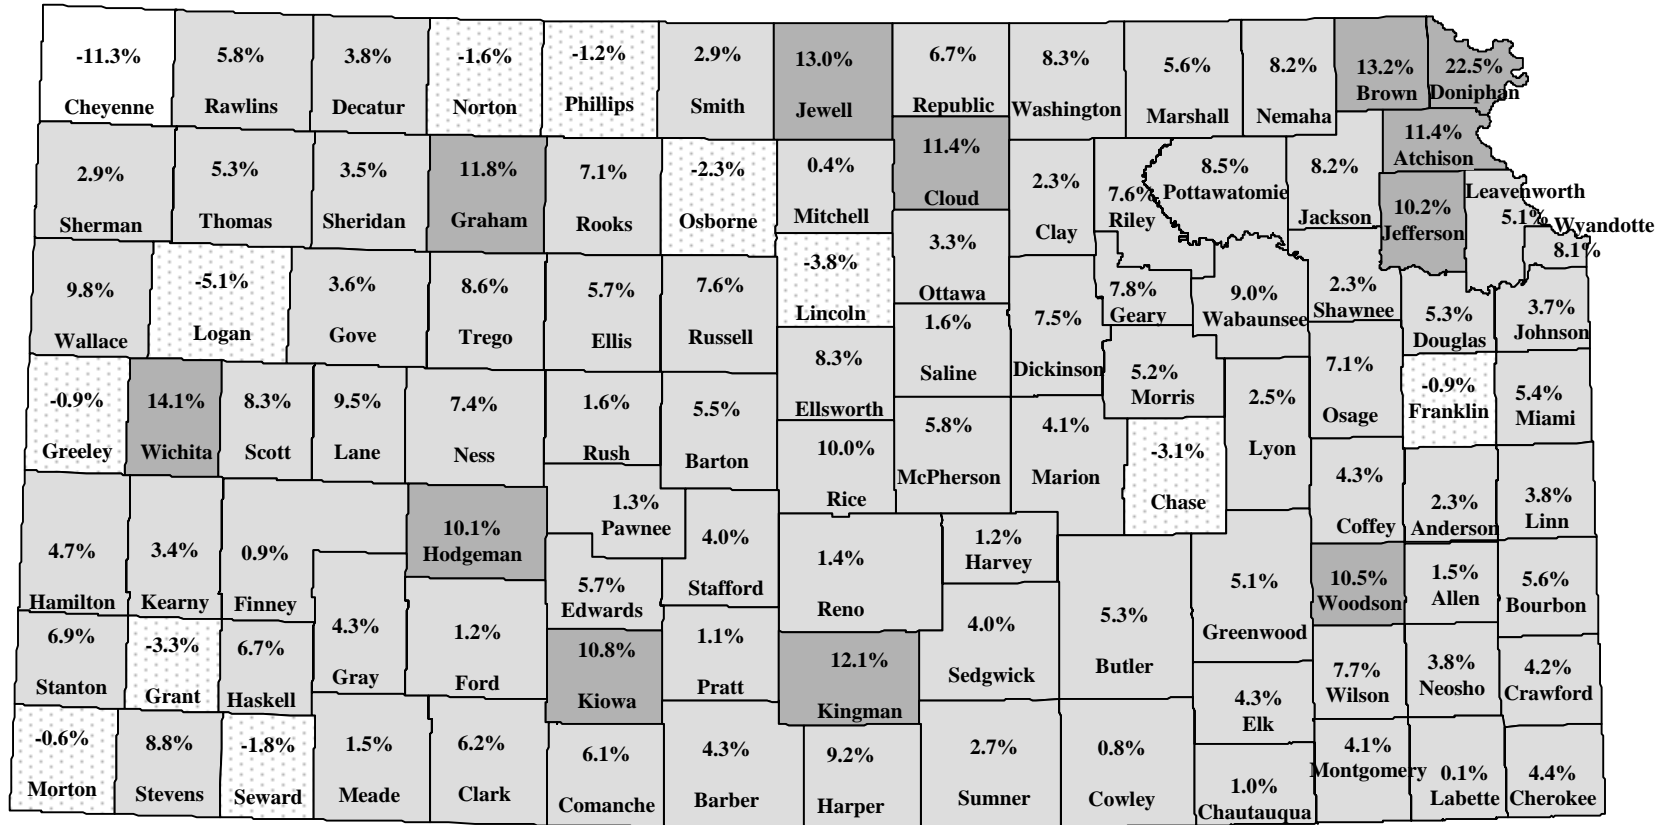 -11.3%
Cheyenne
5.8%
Rawlins
3.8%
Decatur
-1.6%
Norton
-1.2%
Phillips
2.9%
Smith
13.0%
Jewell
6.7%
Republic
8.3%
Washington
5.6%
Marshall
8.2%
Nemaha
13.2%
Brown
22.5%
Doniphan
2.9%
Sherman
5.3%
Thomas
3.5%
Sheridan
11.8%
Graham
7.1%
Rooks
-2.3%
Osborne
0.4%
Mitchell
11.4%
Cloud
2.3%
Clay
7.6%
Riley
8.5%
Pottawatomie
8.2%
Jackson
11.4%
Atchison
10.2%
Jefferson
Leavenworth
5.1%
Wyandotte
8.1%
9.8%
Wallace
-5.1%
Logan
3.6%
Gove
8.6%
Trego
5.7%
Ellis
7.6%
Russell
-3.8%
Lincoln
3.3%
Ottawa
1.6%
Saline
7.5%
Dickinson
7.8%
Geary
9.0%
Wabaunsee
2.3%
Shawnee
5.3%
Douglas
3.7%
Johnson
-0.9%
Greeley
14.1%
Wichita
8.3%
Scott
9.5%
Lane
7.4%
Ness
1.6%
Rush
5.5%
Barton
8.3%
Ellsworth
10.0%
Rice
5.8%
McPherson
4.1%
Marion
5.2%
Morris
-3.1%
Chase
2.5%
Lyon
7.1%
Osage
-0.9%
Franklin
5.4%
Miami
4.7%
Hamilton
3.4%
Kearny
0.9%
Finney
10.1%
Hodgeman
1.3%
Pawnee
4.0%
Stafford
1.4%
Reno
1.2%
Harvey
5.3%
Butler
5.1%
Greenwood
4.3%
Coffey
2.3%
Anderson
3.8%
Linn
6.9%
Stanton
-3.3%
Grant
6.7%
Haskell
4.3%
Gray
1.2%
Ford
5.7%
Edwards
10.8%
Kiowa
1.1%
Pratt
12.1%
Kingman
4.0%
Sedgwick
10.5%
Woodson
1.5%
Allen
5.6%
Bourbon
7.7%
Wilson
3.8%
Neosho
4.2%
Crawford
-0.6%
Morton
8.8%
Stevens
-1.8%
Seward
1.5%
Meade
6.2%
Clark
6.1%
Comanche
4.3%
Barber
9.2%
Harper
2.7%
Sumner
0.8%
Cowley
4.3%
Elk
1.0%
Chautauqua
4.1%
Montgomery
0.1%
Labette
4.4%
Cherokee